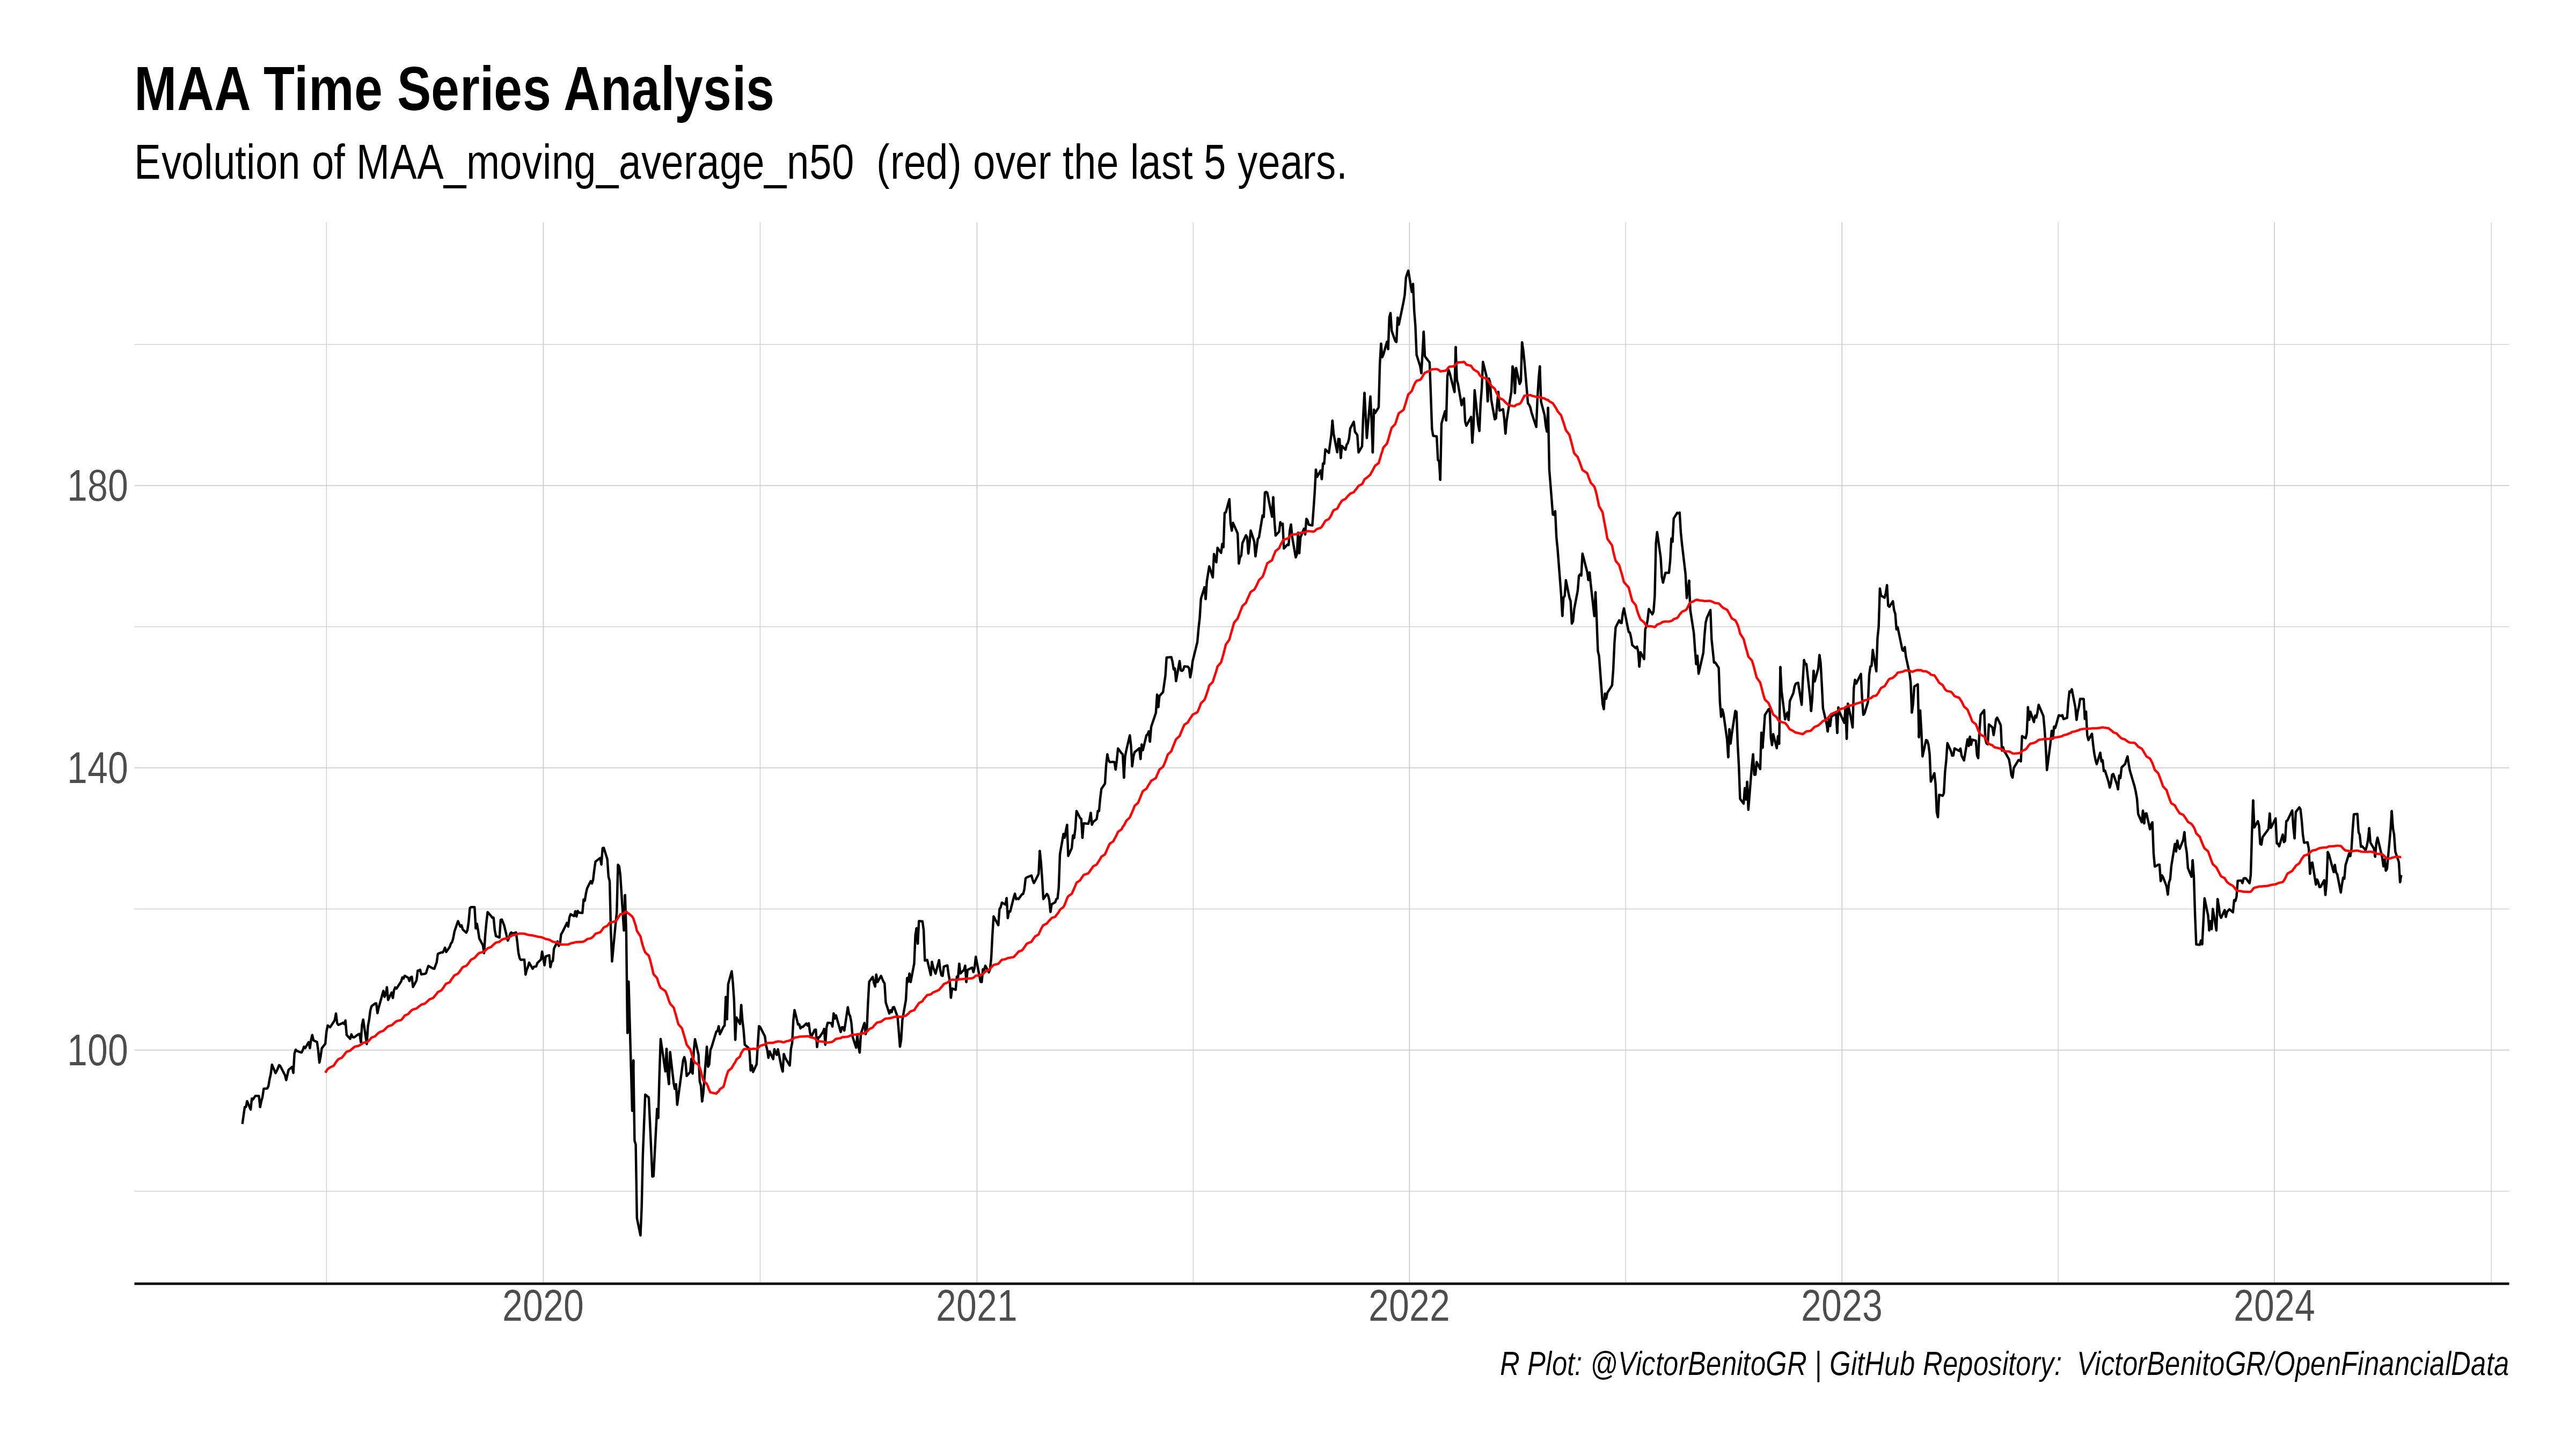 MAA Time Series Analysis
Evolution of MAA_moving_average_n50  (red) over the last 5 years.
180
140
100
2020 2021 2022 2023 2024
R Plot: @VictorBenitoGR | GitHub Repository:  VictorBenitoGR/OpenFinancialData